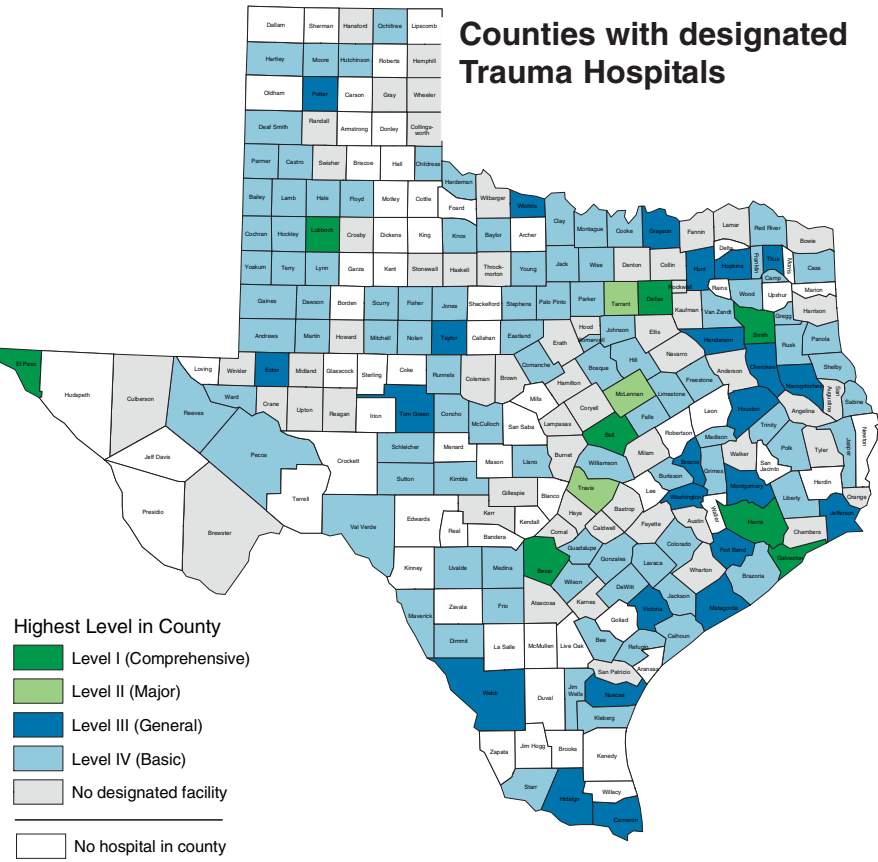 Counties with designated
Trauma Hospitals
Dallam Sherman Hansford Ochiltree Lipscomb
Hartley Moore Hutchinson Roberts Hemphill
Oldham Potter Carson Gray Wheeler
Deaf Smith Randall Armstrong Donley Collings-
worth
Parmer Castro Swisher Briscoe Hall Childress
Hardeman
Bailey Lamb Hale Floyd Motley Cottle Foard Wilbarger Wichita
Cochran Hockley Lubbock Crosby Dickens King Knox Baylor Archer Clay Montague Cooke Grayson Fannin Lamar Red River Bowie
Delta
Yoakum Terry Lynn Garza Kent Stonewall Haskell Throck-
morton Young Jack Wise Denton Collin Hunt Hopkins Franklin Titus Morris Cass
Camp
Gaines Dawson Borden Scurry Fisher Jones Shackelford Stephens Palo Pinto Parker Tarrant Dallas Rockwall Rains Wood Upshur Marion
Kaufman Van Zandt Gregg Harrison
Andrews Martin Howard Mitchell Nolan Taylor Callahan Eastland Erath Hood Somervell Johnson Ellis Henderson Smith Rusk Panola
El Paso Hudspeth Culberson Loving Winkler Ector Midland Glasscock Sterling Coke Runnels Coleman Brown Comanche Bosque Hill Navarro Anderson Cherokee Shelby
Reeves Ward Crane Upton Reagan Irion Tom Green Concho McCulloch Mills Hamilton McLennan Limestone Freestone Houston Nacogdoches San
Augustine Sabine
Angelina
Jeff Davis Pecos Crockett Schleicher Menard San Saba Lampasas Coryell Bell Falls Robertson Leon Madison Trinity Polk Tyler Jasper Newton
Presidio Brewster Terrell Sutton Kimble Mason Llano Burnet Williamson Milam Brazos Grimes Walker San
Jacinto Hardin
Burleson Washington Montgomery Liberty Orange
Val Verde Edwards Gillespie Blanco Travis Lee Waller Harris Jefferson
Kerr Kendall Hays Bastrop Fayette Austin Chambers
Real Bandera Comal Caldwell Fort Bend Galveston
Kinney Uvalde Medina Bexar Guadalupe Gonzales Lavaca Colorado Wharton Brazoria
Maverick Zavala Frio Atascosa Wilson Karnes DeWitt Jackson Matagorda
Victoria
Goliad Calhoun
Dimmit La Salle McMullen Live Oak Bee Refugio
Aransas
San Patricio
Webb Duval Jim
Wells Nueces
Kleberg
Zapata Jim Hogg Brooks Kenedy
Starr Hidalgo Willacy
Cameron
Highest Level in County
Level I (Comprehensive)
Level II (Major)
Level III (General)
Level IV (Basic)
No designated facility
No hospital in county